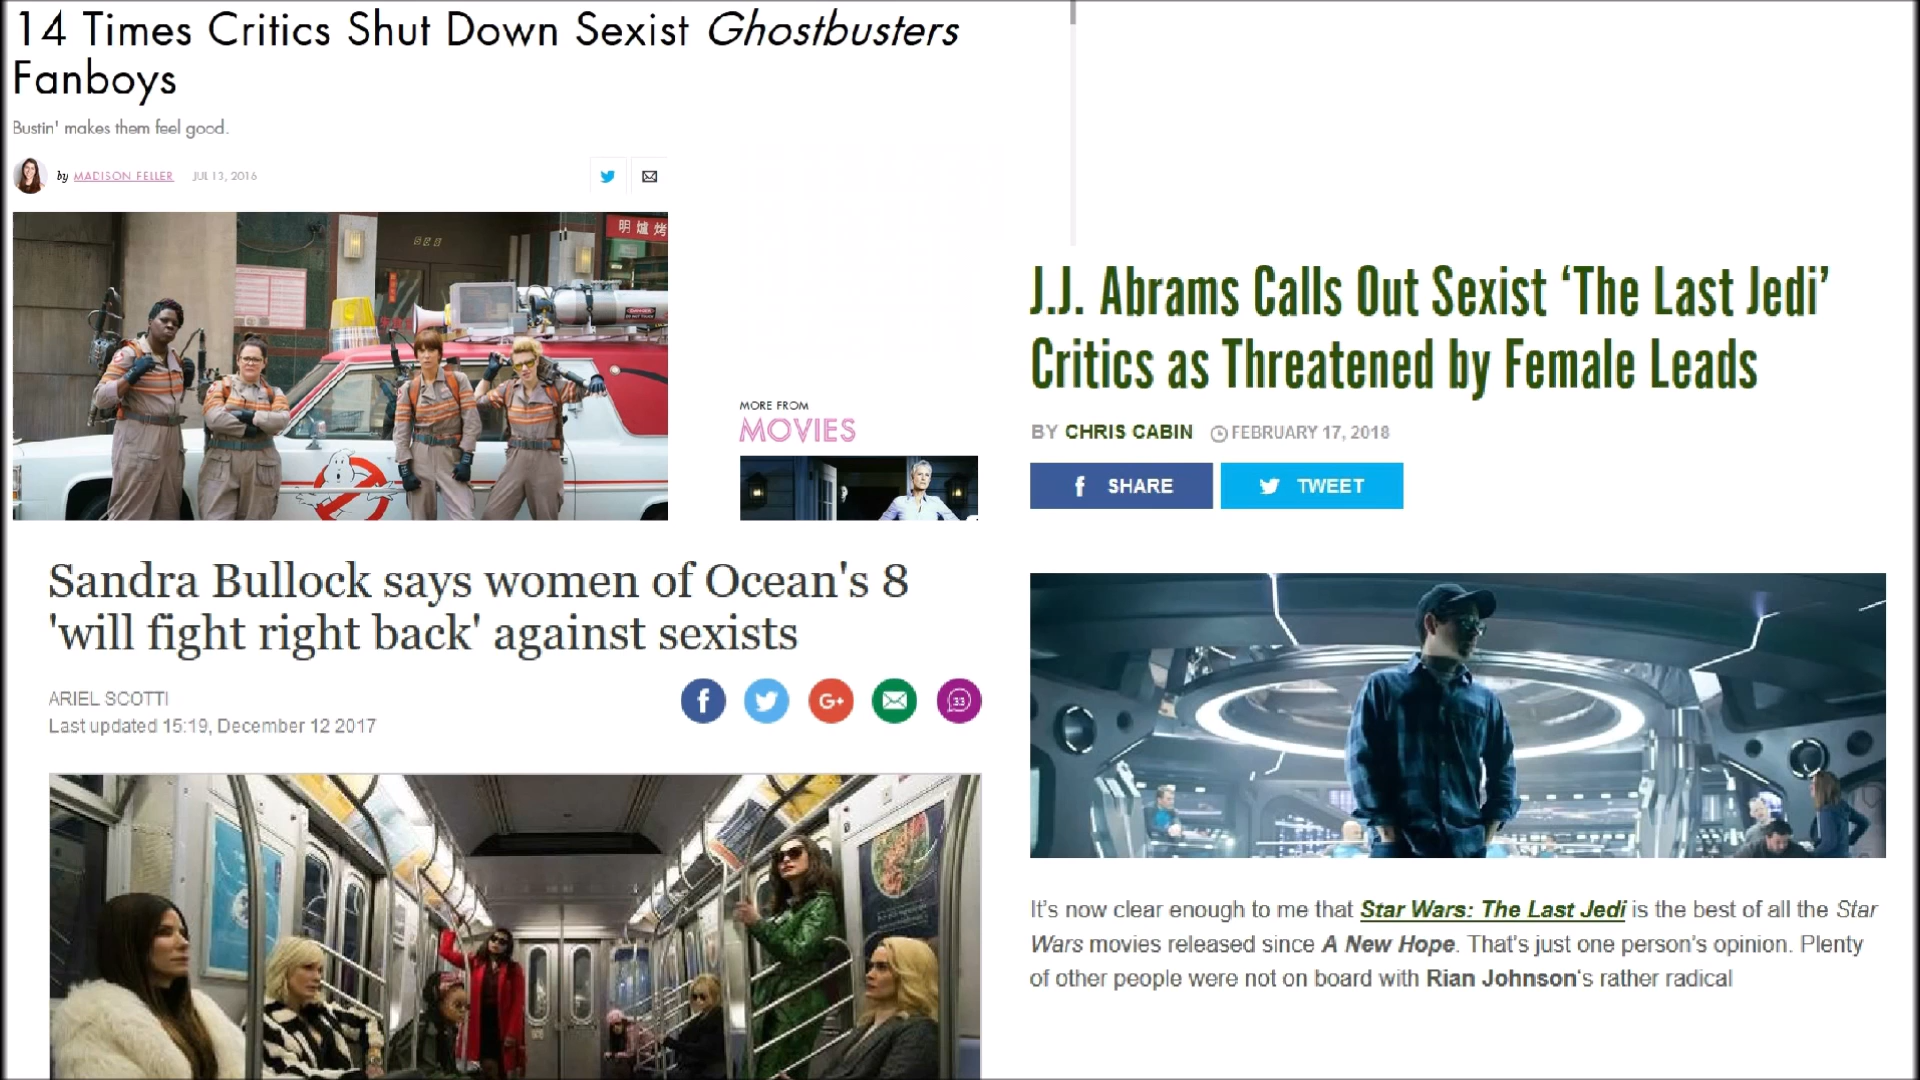 14 Times Critics Shut Down Sexist Ghostbusters
Fanboys
Bustin' makes them feel good.
by MADISON FELLER JUL 13, 2016
明爐烤
MORE FROM
MOVIES
Sandra Bullock says women of Ocean's 8
'will fight right back' against sexists
ARIEL SCOTTI
Last updated 15:19, December 12 2017
G+
33
J.J. Abrams Calls Out Sexist ‘The Last Jedi’
Critics as Threatened by Female Leads
BY CHRIS CABIN FEBRUARY 17, 2018
f SHARE TWEET
It’s now clear enough to me that Star Wars: The Last Jedi is the best of all the Star
Wars movies released since A New Hope. That’s just one person’s opinion. Plenty
of other people were not on board with Rian Johnson‘s rather radical